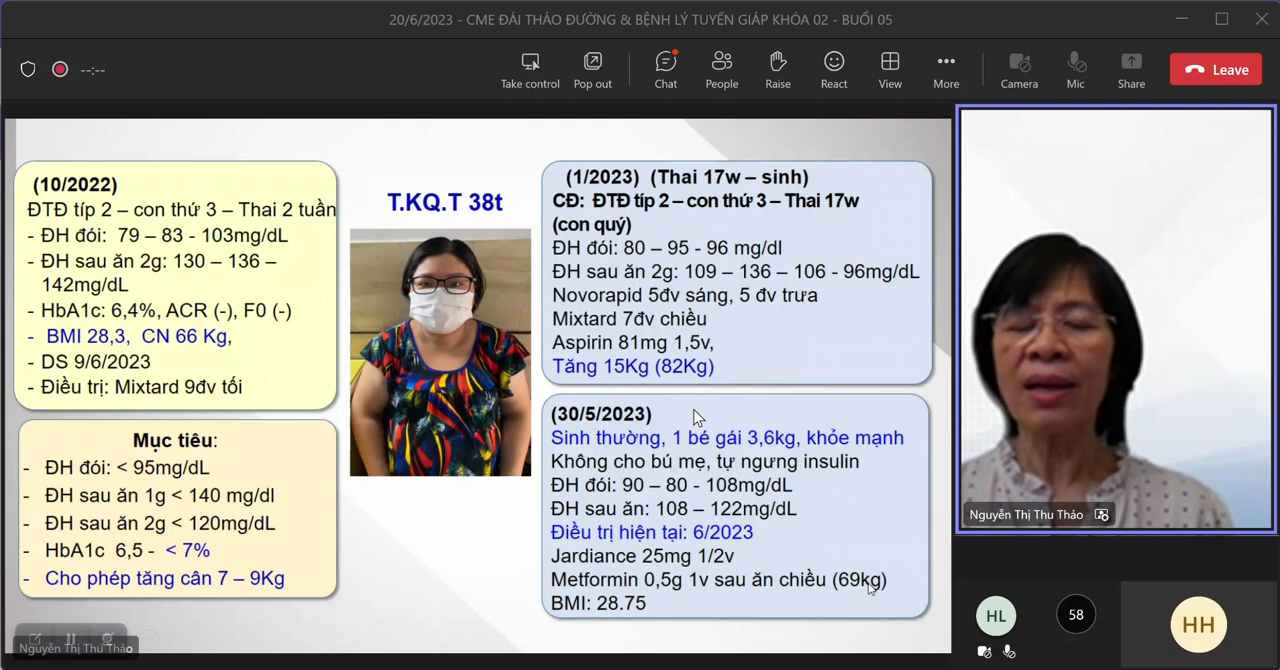 20/6/2023 - CME ĐÁI THÁO ĐƯỜNG & BỆNH LÝ TUYẾN GIÁP KHÓA 02 - BUỔI 05
--:--
Take control
Pop out
Chat
People
Raise
React
View
More
Camera
Mic
Share
Leave
(10/2022)
ĐTĐ típ 2 – con thứ 3 – Thai 2 tuần
- ĐH đói: 79 – 83 - 103mg/dL
- ĐH sau ăn 2g: 130 – 136 –
142mg/dL
- HbA1c: 6,4%, ACR (-), F0 (-)
- BMI 28,3, CN 66 Kg,
- DS 9/6/2023
- Điều trị: Mixtard 9đv tối
Mục tiêu:
- ĐH đói: < 95mg/dL
- ĐH sau ăn 1g < 140 mg/dl
- ĐH sau ăn 2g < 120mg/dL
- HbA1c 6,5 - < 7%
- Cho phép tăng cân 7 – 9Kg
T.KQ.T 38t
(1/2023) (Thai 17w – sinh)
CĐ: ĐTĐ típ 2 – con thứ 3 – Thai 17w
(con quý)
ĐH đói: 80 – 95 - 96 mg/dl
ĐH sau ăn 2g: 109 – 136 – 106 - 96mg/dL
Novorapid 5đv sáng, 5 đv trưa
Mixtard 7đv chiều
Aspirin 81mg 1,5v,
Tăng 15Kg (82Kg)
(30/5/2023)
Sinh thường, 1 bé gái 3,6kg, khỏe mạnh
Không cho bú mẹ, tự ngưng insulin
ĐH đói: 90 – 80 - 108mg/dL
ĐH sau ăn: 108 – 122mg/dL
Điều trị hiện tại: 6/2023
Jardiance 25mg 1/2v
Metformin 0,5g 1v sau ăn chiều (69kg)
BMI: 28.75
Nguyễn Thị Thu Thảo
Nguyễn Thị Thu Thảo
HL
58
HH